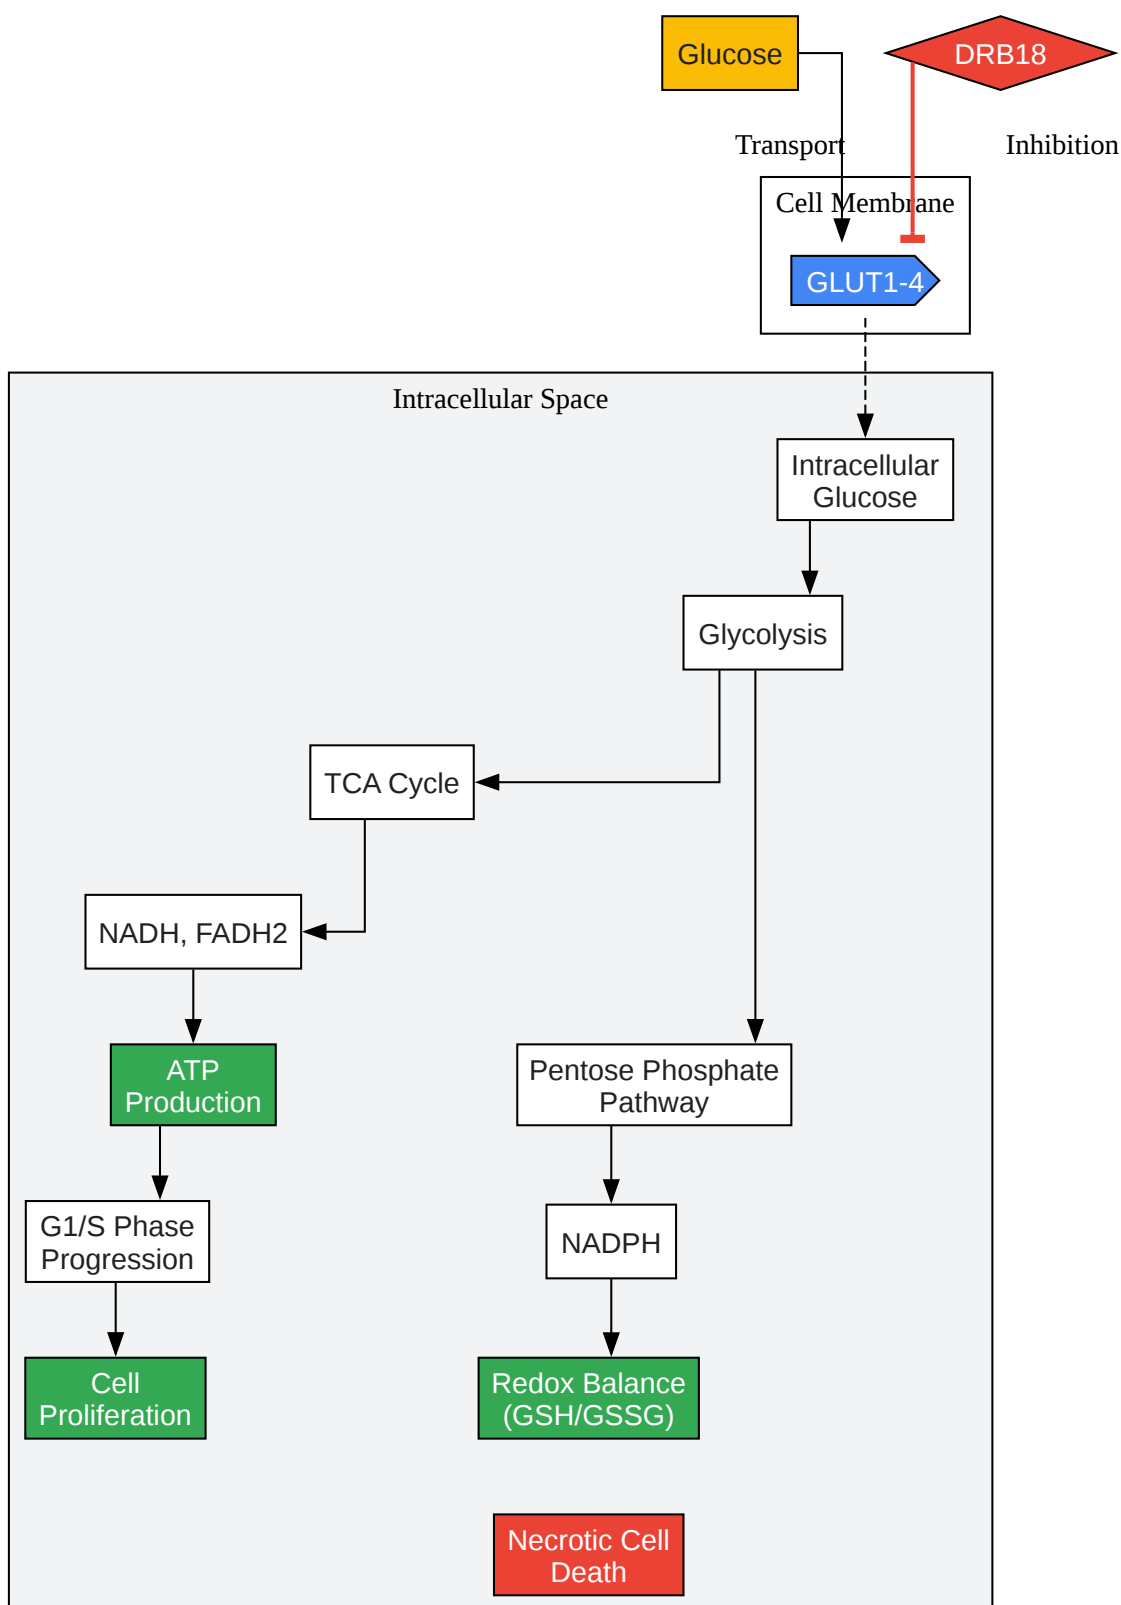 Glucose
DRB18
Transport
Inhibition
Cell Membrane
GLUT1-4
Intracellular Space
Intracellular
Glucose
Glycolysis
TCA Cycle
NADH, FADH2
ATP
Production
Pentose Phosphate
Pathway
G1/S Phase
Progression
NADPH
Cell
Proliferation
Redox Balance
(GSH/GSSG)
Necrotic Cell
Death